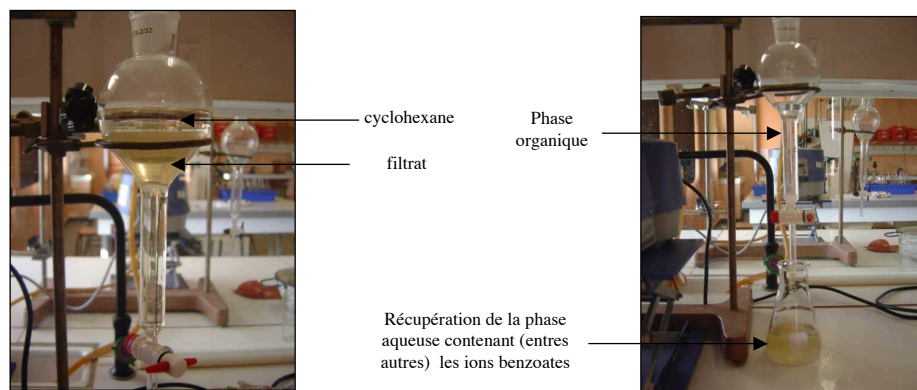 cyclohexane
filtrat
Phase
organique
Récupération de la phase
aqueuse contenant (entres
autres) les ions benzoates